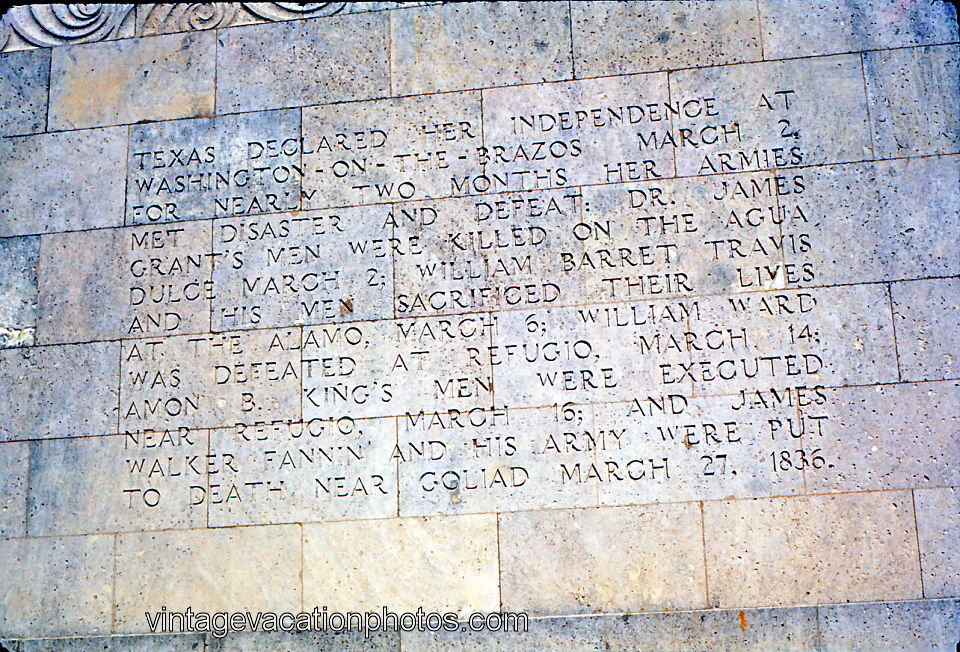 TEXAS DECLARED HER INDEPENDENCE AT
WASHINGTON-ON-THE-BRAZOS MARCH 2.
FOR NEARLY TWO MONTHS HER ARMIES
MET DISASTER AND DEFEAT: DR. JAMES
GRANT'S MEN WERE KILLED ON THE AGUA
DULCE MARCH 2; WILLIAM BARRET TRAVIS
AND HIS MEN SACRIFICED THEIR LIVES
AT THE ALAMO, MARCH 6; WILLIAM WARD
WAS DEFEATED AT REFUGIO, MARCH 14;
AMON B. KING'S MEN WERE EXECUTED
NEAR REFUGIO, MARCH 16; AND JAMES
WALKER FANNIN AND HIS ARMY WERE PUT
TO DEATH NEAR GOLIAD MARCH 27, 1836.
vintagevacationphotos.com